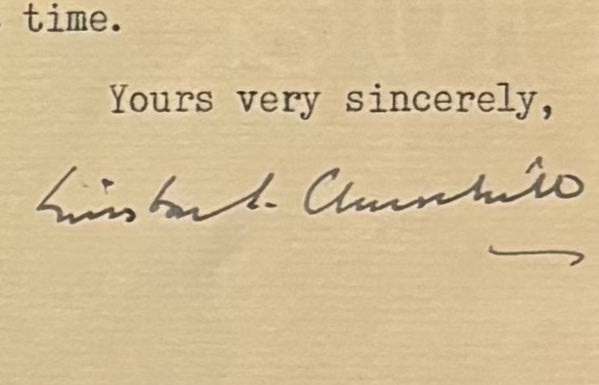 time.
Yours very sincerely,
Winston S. Churchill